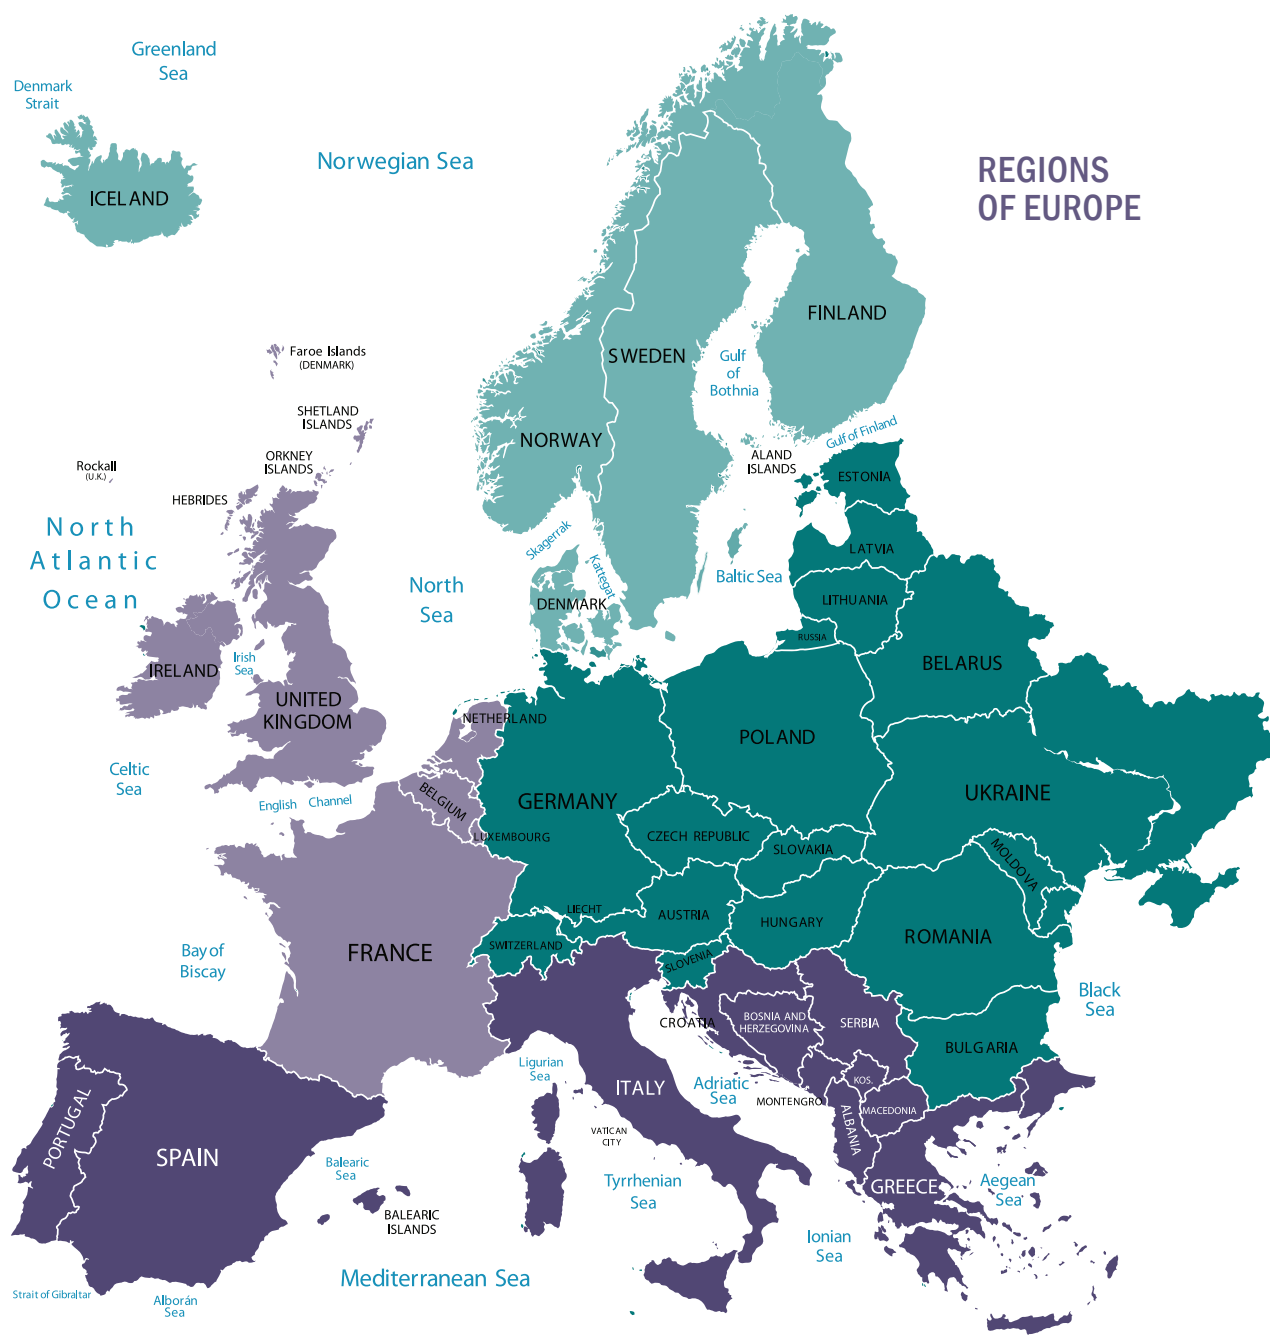 Greenland
Sea
Denmark
Strait
Norwegian Sea
REGIONS
OF EUROPE
ICELAND
FINLAND
Faroe Islands
(DENMARK)
SWEDEN
Gulf
of
Bothnia
SHETLAND
ISLANDS
NORWAY
Gulf of Finland
ORKNEY
ISLANDS
ALAND
ISLANDS
Rockall
(U.K.)
ESTONIA
HEBRIDES
North
Atlantic
Ocean
Skagerrak
Kattegat
LATVIA
North
Sea
Baltic Sea
DENMARK
LITHUANIA
RUSSIA
IRELAND
Irish
Sea
BELARUS
UNITED
KINGDOM
NETHERLAND
POLAND
Celtic
Sea
English Channel
BELGIUM
GERMANY
UKRAINE
LUXEMBOURG
CZECH REPUBLIC
SLOVAKIA
MOLDOVA
LIECHT
AUSTRIA
HUNGARY
ROMANIA
Bay of
Biscay
FRANCE
SWITZERLAND
SLOVENIA
Black
Sea
CROATIA
BOSNIA AND
HERZEGOVINA
SERBIA
BULGARIA
Ligurian
Sea
ITALY
Adriatic
Sea
KOS.
MONTENGRO
MACEDONIA
ALBANIA
PORTUGAL
SPAIN
VATICAN
CITY
Balearic
Sea
Tyrrhenian
Sea
GREECE
Aegean
Sea
BALEARIC
ISLANDS
Ionian
Sea
Mediterranean Sea
Strait of Gibraltar
Alborán
Sea